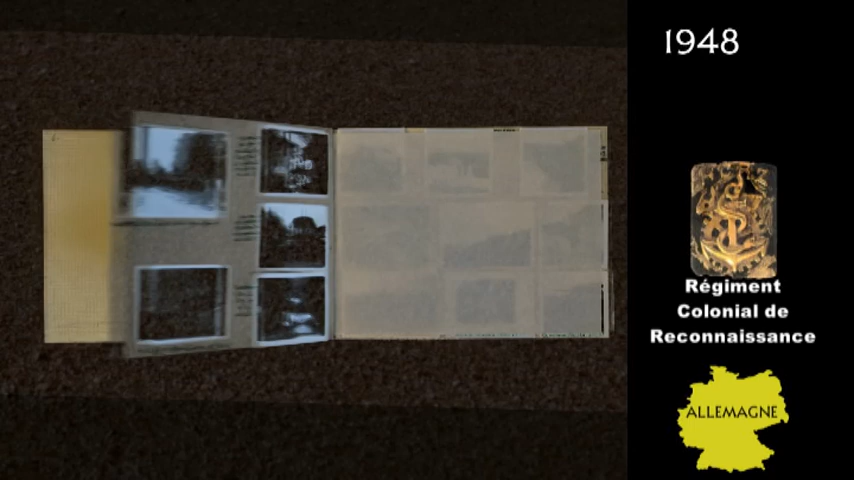 1948
Régiment
Colonial de
Reconnaissance
ALLEMAGNE